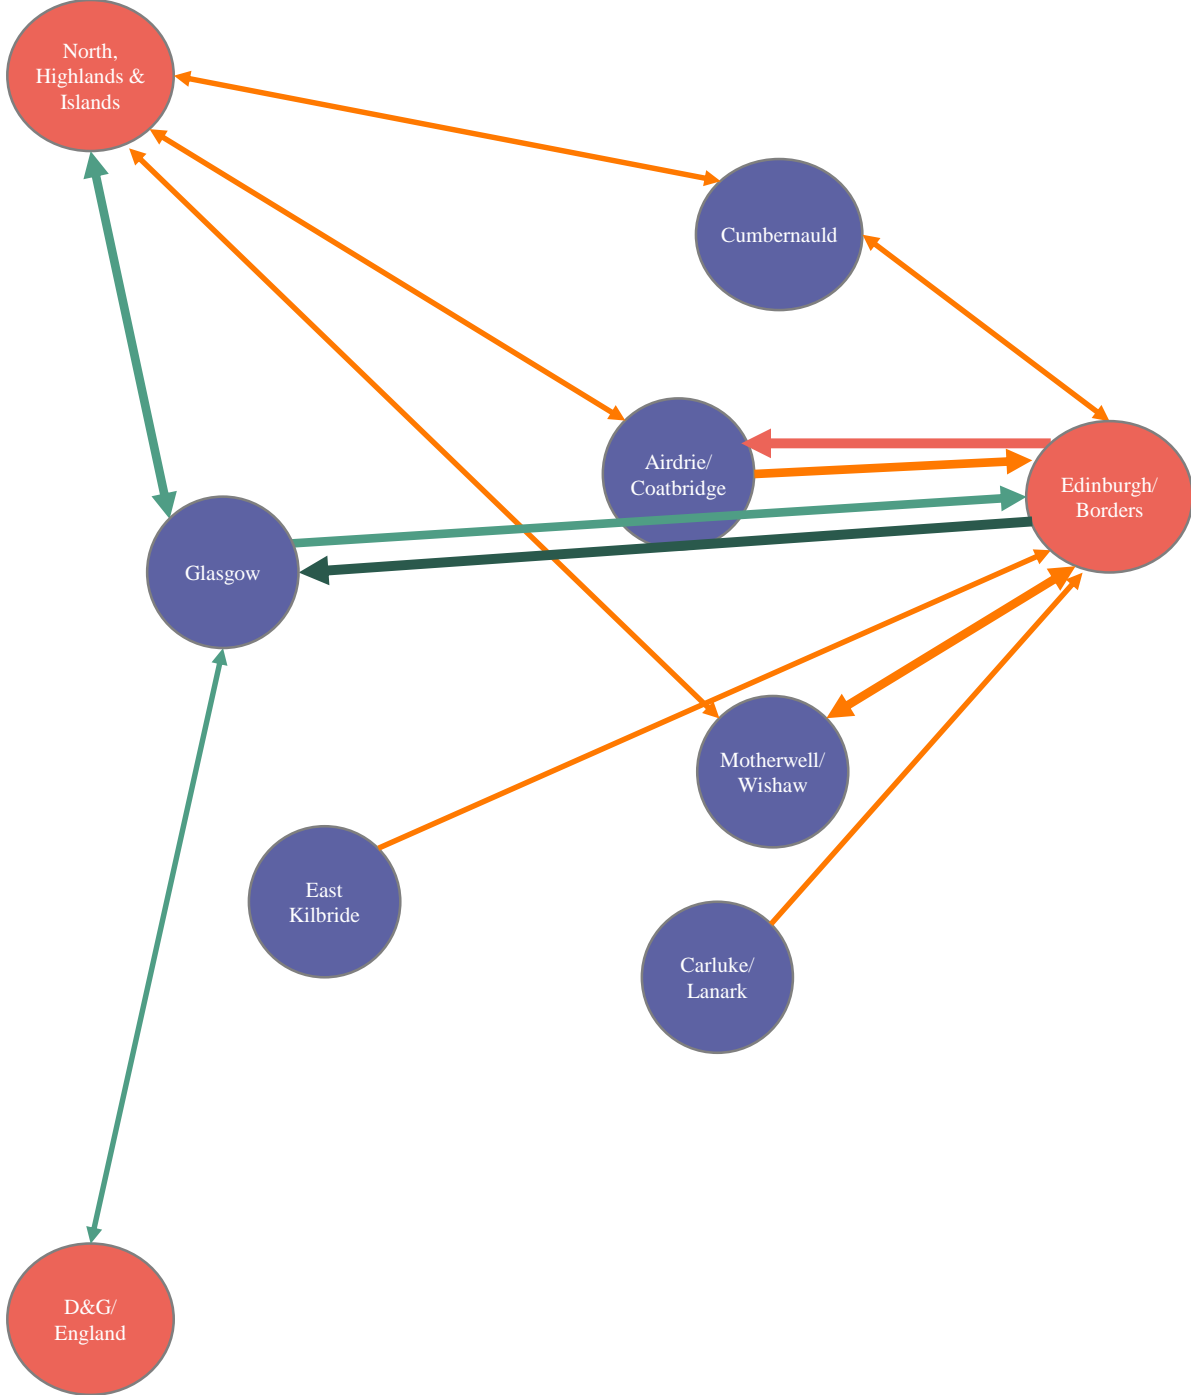 North,
Highlands &
Islands
Cumbernauld
Airdrie/
Coatbridge
Edinburgh/
Borders
Glasgow
Motherwell/
Wishaw
East
Kilbride
Carluke/
Lanark
D&G/
England